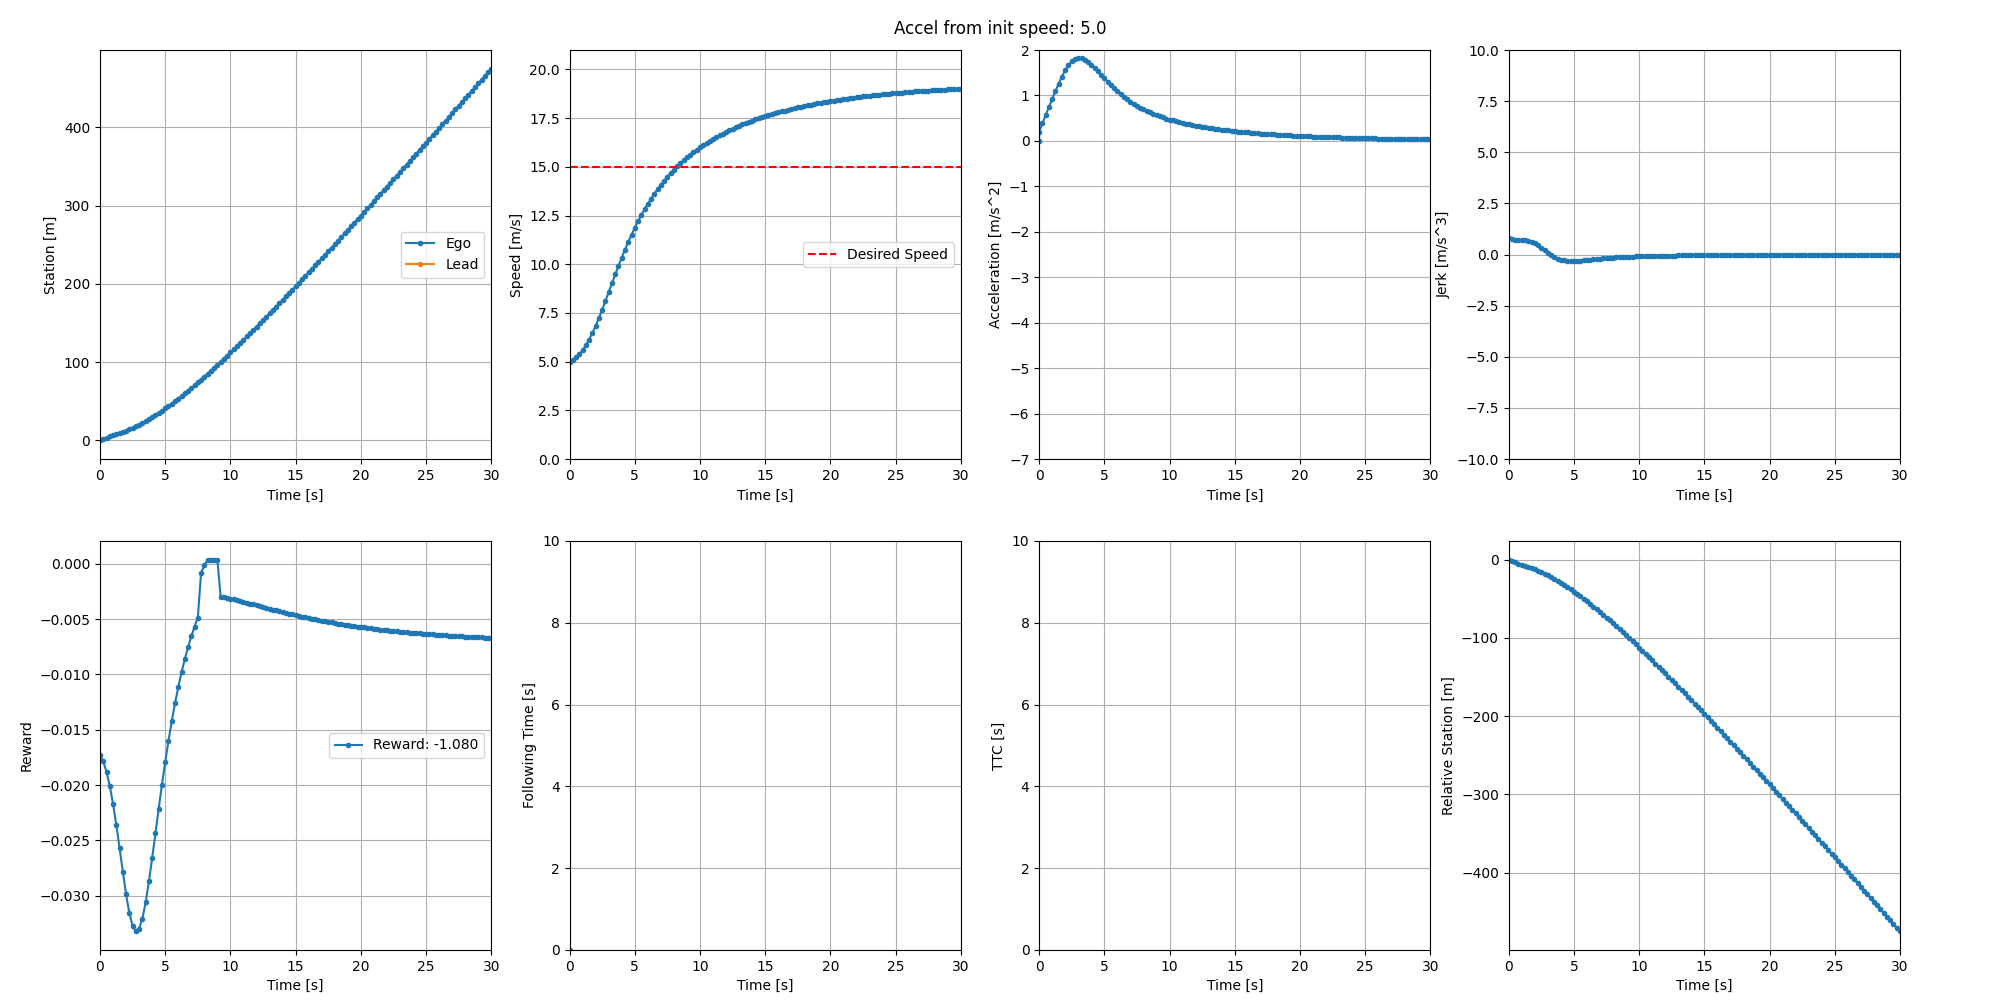 Accel from init speed: 5.0
Station [m]
400
300
200
100
0
Ego
Lead
0 5 10 15 20 25 30
Time [s]
Speed [m/s]
20.0
17.5
15.0
12.5
10.0
7.5
5.0
2.5
0.0
Desired Speed
0 5 10 15 20 25 30
Time [s]
Acceleration [m/s^2]
2
1
0
−1
−2
−3
−4
−5
−6
−7
0 5 10 15 20 25 30
Time [s]
Jerk [m/s^3]
10.0
7.5
5.0
2.5
0.0
−2.5
−5.0
−7.5
−10.0
0 5 10 15 20 25 30
Time [s]
Reward
0.000
−0.005
−0.010
−0.015
−0.020
−0.025
−0.030
Reward: -1.080
0 5 10 15 20 25 30
Time [s]
Following Time [s]
10
8
6
4
2
0
0 5 10 15 20 25 30
Time [s]
TTC [s]
10
8
6
4
2
0
0 5 10 15 20 25 30
Time [s]
Relative Station [m]
0
−100
−200
−300
−400
0 5 10 15 20 25 30
Time [s]